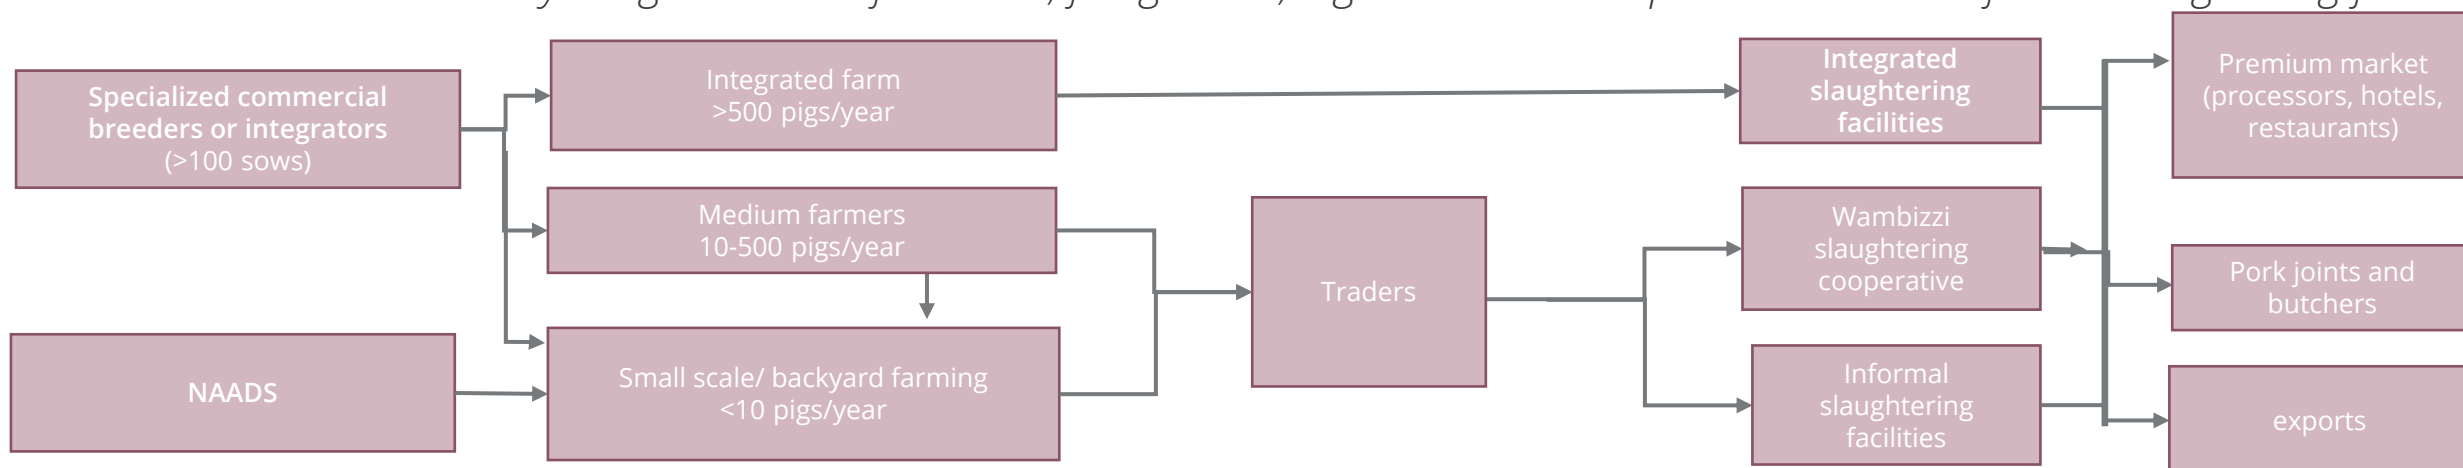 Specialized commercial
breeders or integrators
(>100 sows)
NAADS
Integrated farm
>500 pigs/year
Medium farmers
10-500 pigs/year
Small scale/ backyard farming
<10 pigs/year
Traders
Integrated
slaughtering
facilities
Wambizzi
slaughtering
cooperative
Informal
slaughtering
facilities
Premium market
(processors, hotels,
restaurants)
Pork joints and
butchers
exports